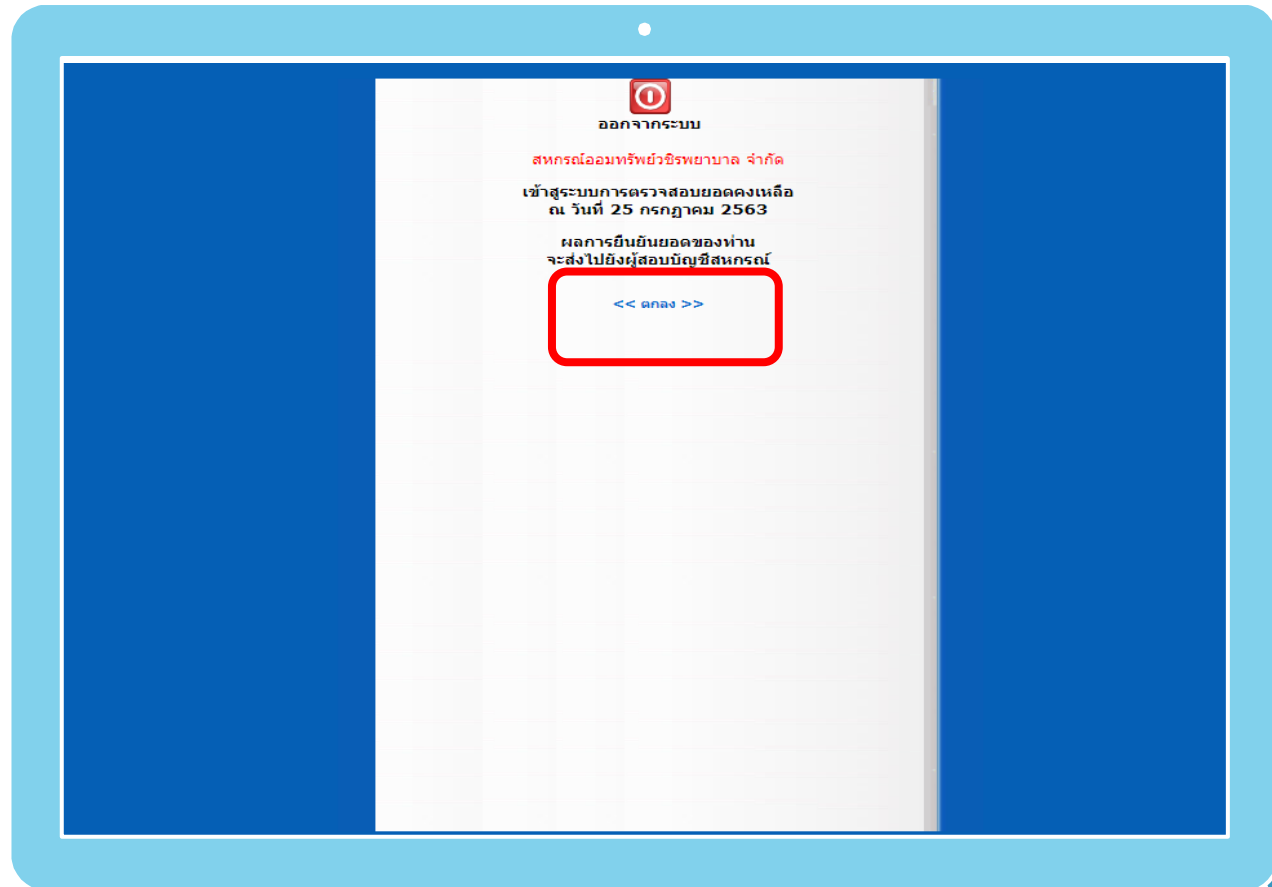 ออกจากระบบ
สหกรณ์ออมทรัพย์วชิรพยาบาล จำกัด
เข้าสู่ระบบการตรวจสอบยอดคงเหลือ
ณ วันที่ 25 กรกฎาคม 2563
ผลการยืนยันยอดของท่าน
จะส่งไปยังผู้สอบบัญชีสหกรณ์
<< ตกลง >>